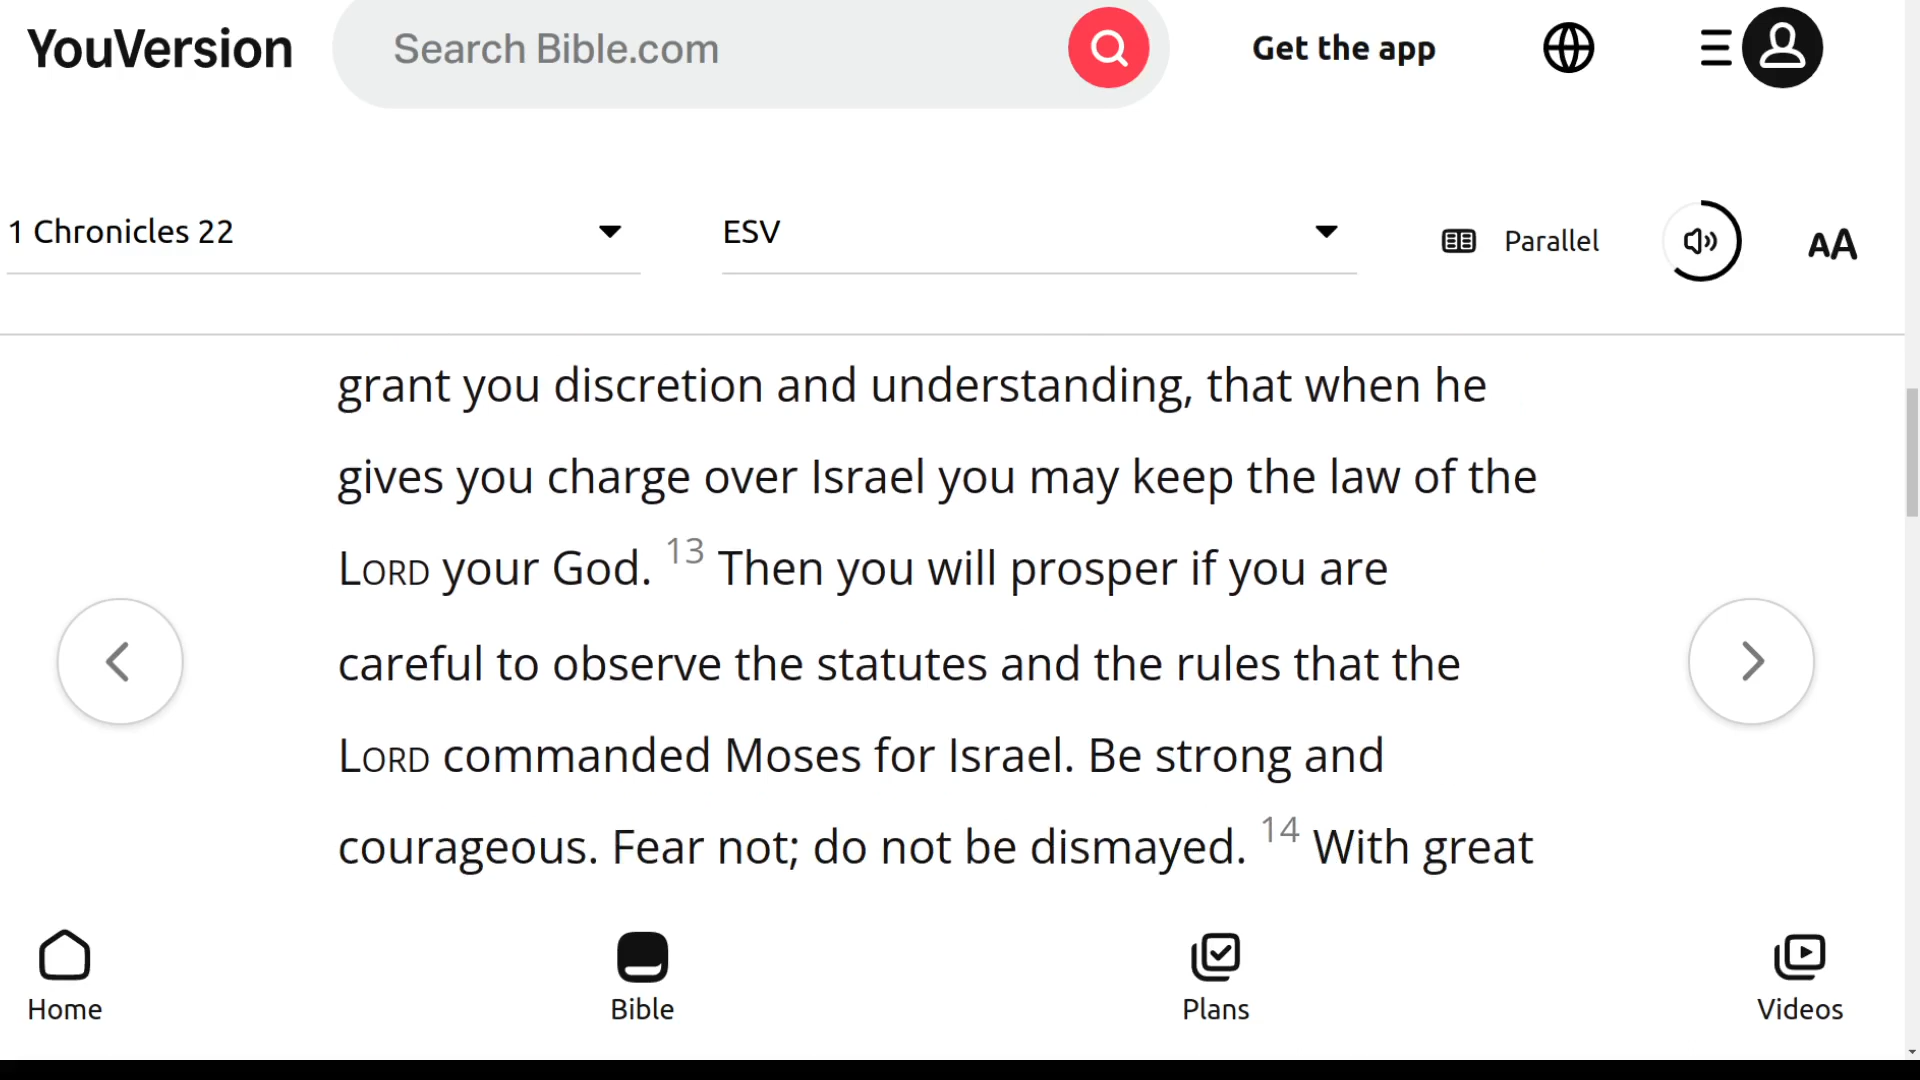 YouVersion
Search Bible.com
Get the app
1 Chronicles 22
ESV
Parallel
AA
grant you discretion and understanding, that when he
gives you charge over Israel you may keep the law of the
LORD your God. 13 Then you will prosper if you are
careful to observe the statutes and the rules that the
LORD commanded Moses for Israel. Be strong and
courageous. Fear not; do not be dismayed. 14 With great
Home
Bible
Plans
Videos